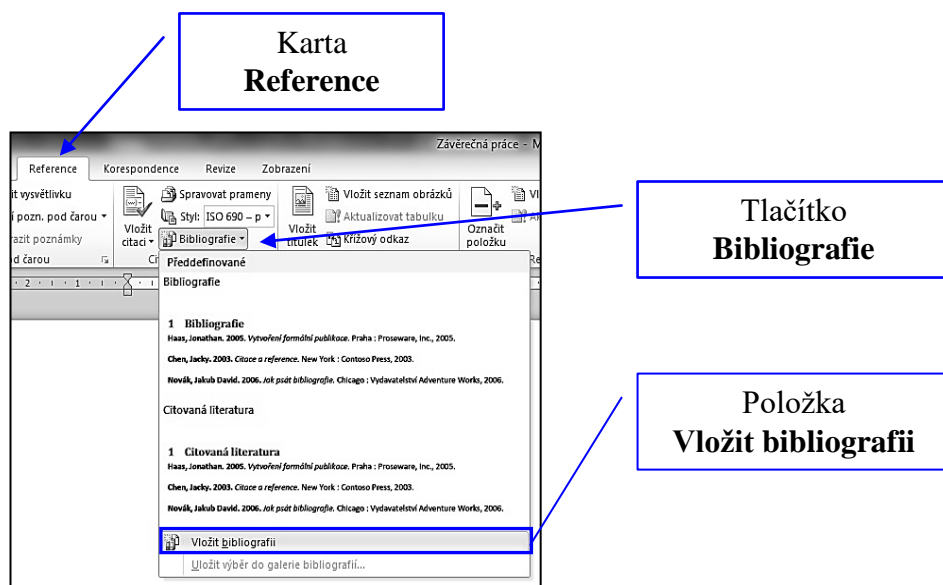 Karta
Reference
Závěrečná práce - M
Reference Korespondence Revize Zobrazení
it vysvětlivku
í pozn. pod čarou
razit poznámky
d čarou
Vložit
citaci
Ci
Spravovat prameny
Styl: ISO 690 – p
Bibliografie
Vložit
titulek
Vložit seznam obrázků
Aktualizovat tabulku
Křížový odkaz
Označit
položku
Vl
Re
Tlačítko
Bibliografie
2 1 1
Předdefinované
Bibliografie
1 Bibliografie
Haas, Jonathan. 2005. Vytvoření formální publikace. Praha : Proseware, Inc., 2005.
Chen, Jacky. 2003. Citace a reference. New York : Contoso Press, 2003.
Novák, Jakub David. 2006. Jak psát bibliografie. Chicago : Vydavatelství Adventure Works, 2006.
Citovaná literatura
1 Citovaná literatura
Haas, Jonathan. 2005. Vytvoření formální publikace. Praha : Proseware, Inc., 2005.
Chen, Jacky. 2003. Citace a reference. New York : Contoso Press, 2003.
Novák, Jakub David. 2006. Jak psát bibliografie. Chicago : Vydavatelství Adventure Works, 2006.
Vložit bibliografii
Uložit výběr do galerie bibliografií...
Položka
Vložit bibliografii